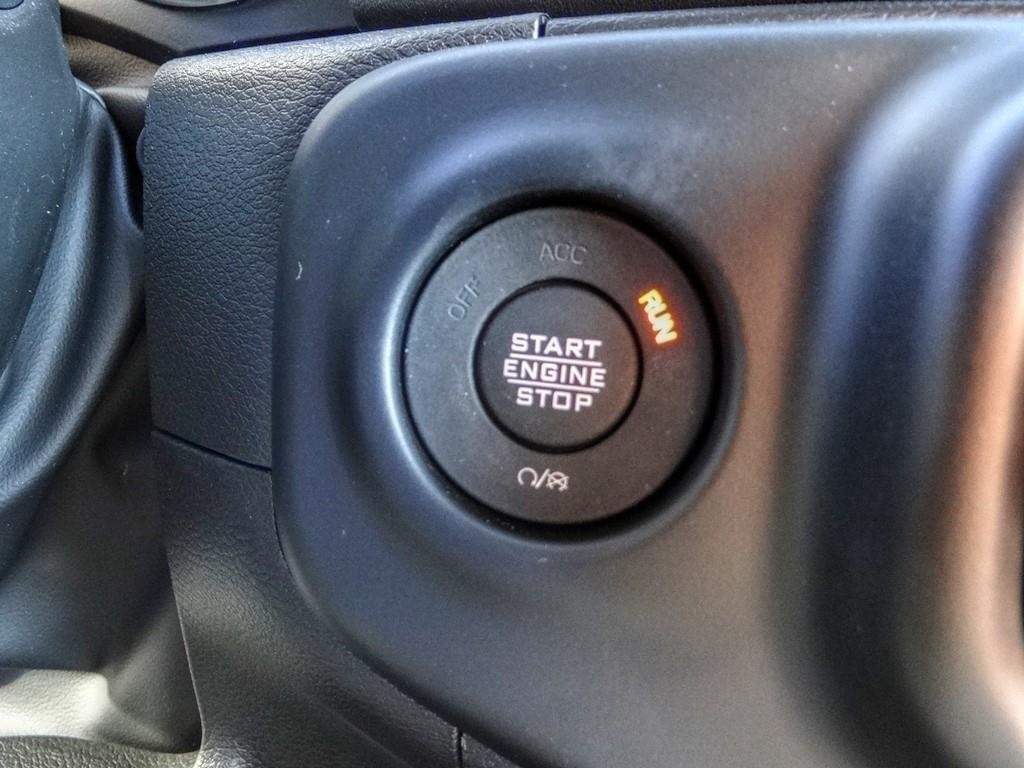 ACC
OFF
RUN
START
ENGINE
STOP